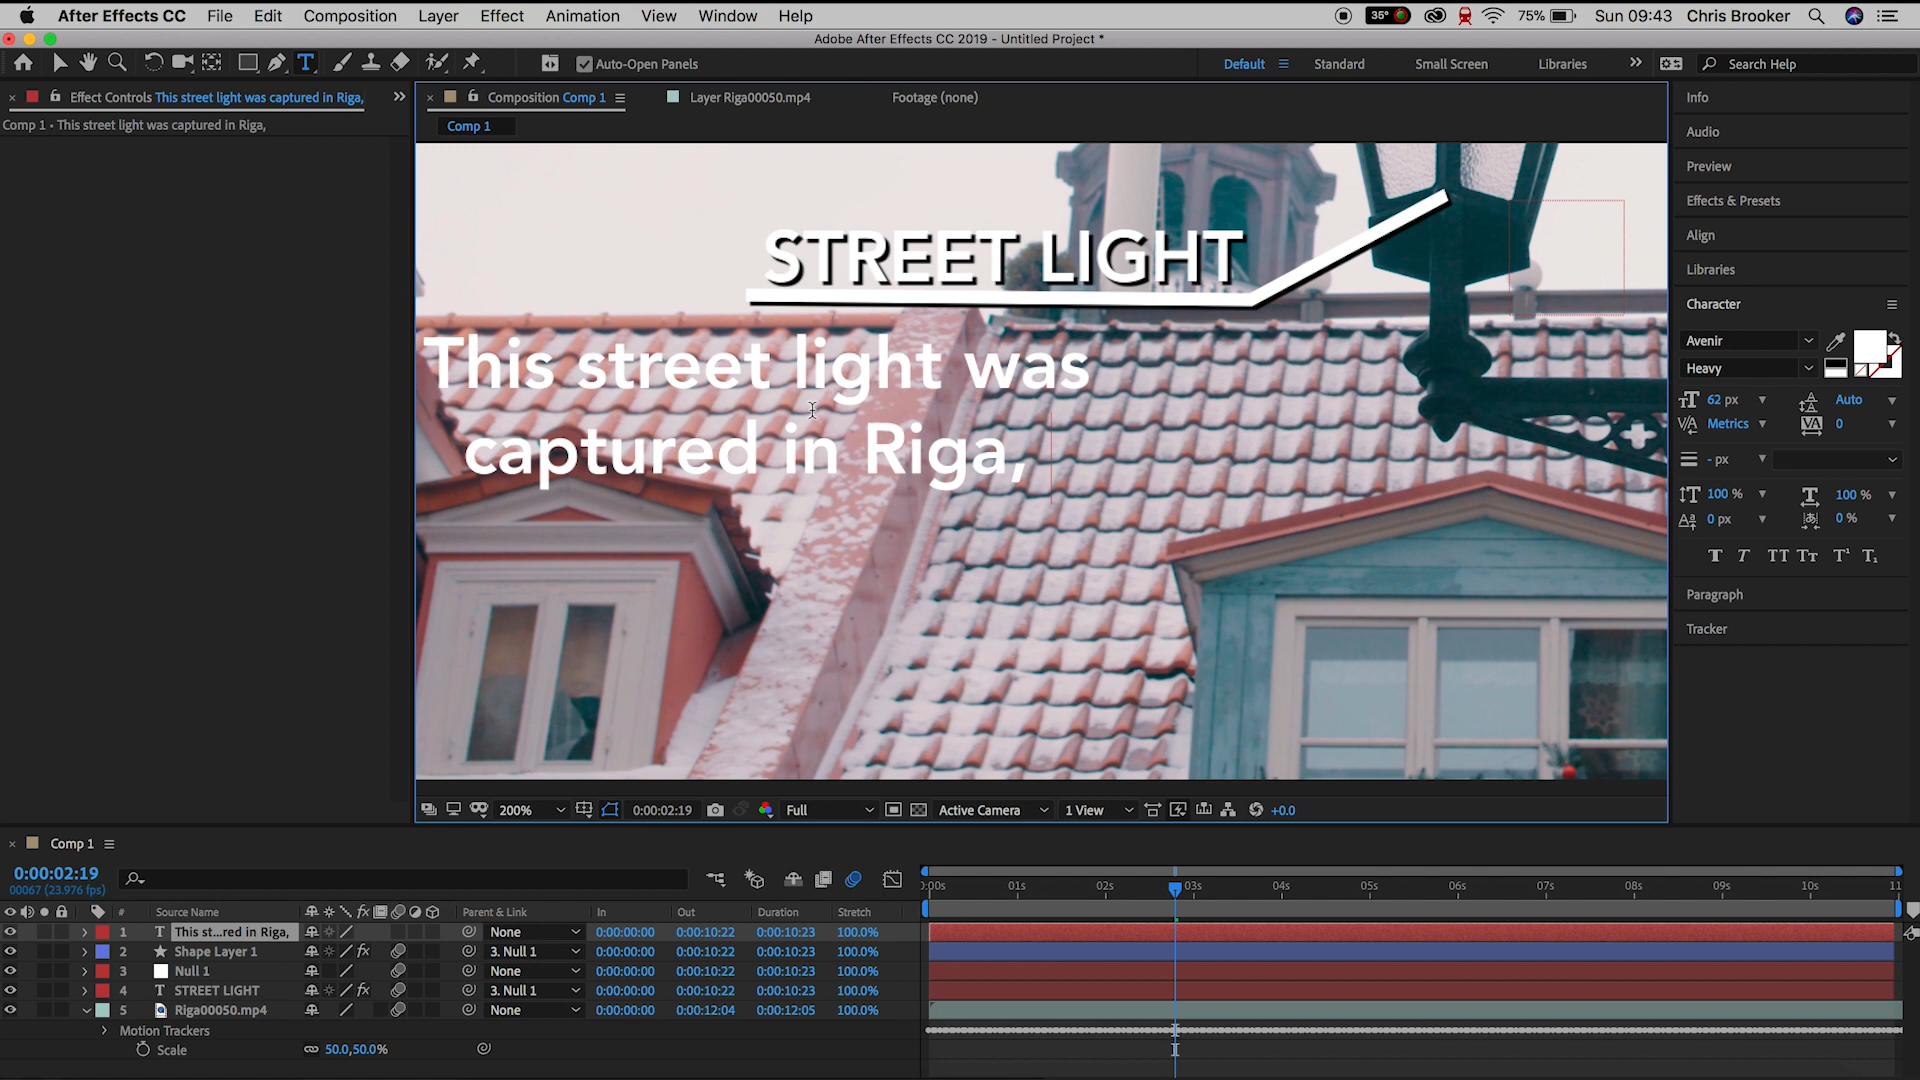 After Effects CC File Edit Composition Layer Effect Animation View Window Help 35° 75% Sun 09:43 Chris Brooker
Adobe After Effects CC 2019 - Untitled Project *
Auto-Open Panels Default Standard Small Screen Libraries Search Help
Effect Controls This street light was captured in Riga, Composition Comp 1 Layer Riga00050.mp4 Footage (none)
Comp 1 • This street light was captured in Riga,
Comp 1
STREET LIGHT
This street light was
captured in Riga,
Info
Audio
Preview
Effects & Presets
Align
Libraries
Character
Avenir
Heavy
62 px Auto
Metrics 0
- px
100 % 100 %
0 px 0 %
T T TT Tт T¹ T₁
Paragraph
Tracker
200% 0:00:02:19 Full Active Camera 1 View +0.0
Comp 1
0:00:02:19
00067 (23.976 fps)
):00s 01s 02s 03s 04s 05s 06s 07s 08s 09s 10s 11
# Source Name fx Parent & Link In Out Duration Stretch
1 T This st...red in Riga, None 0:00:00:00 0:00:10:22 0:00:10:23 100.0%
2 Shape Layer 1 fx 3. Null 1 0:00:00:00 0:00:10:22 0:00:10:23 100.0%
3 Null 1 None 0:00:00:00 0:00:10:22 0:00:10:23 100.0%
4 T STREET LIGHT fx 3. Null 1 0:00:00:00 0:00:10:22 0:00:10:23 100.0%
5 Riga00050.mp4 None 0:00:00:00 0:00:12:04 0:00:12:05 100.0%
Motion Trackers
Scale 50.0,50.0%